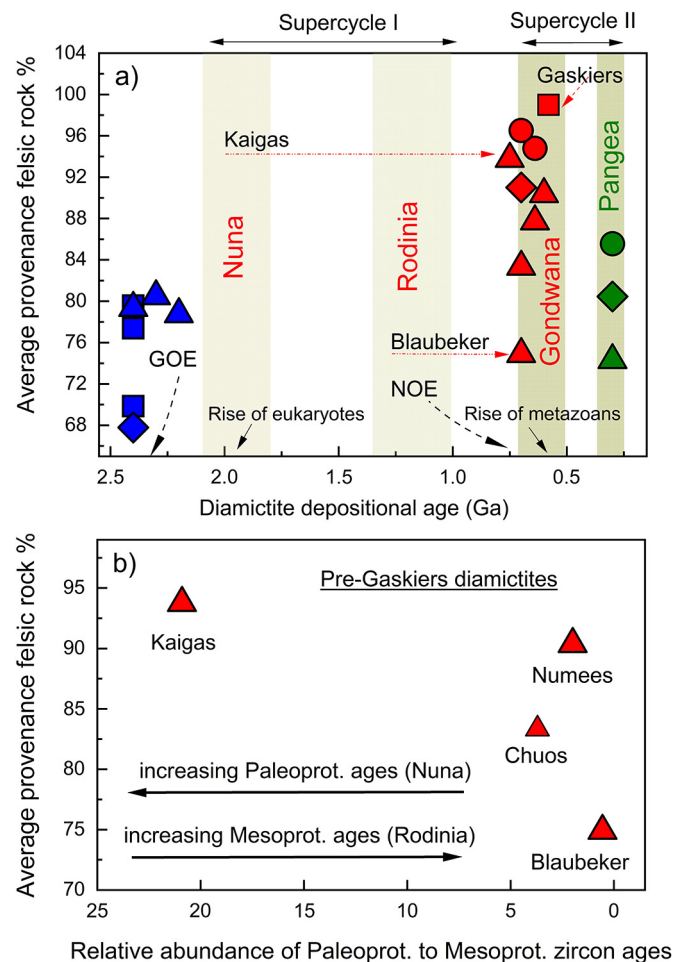 Supercycle I
Supercycle II
a)
Average provenance felsic rock %
104
100
96
92
88
84
80
76
72
68
Gaskiers
Kaigas
Nuna
Rodinia
Gondwana
Pangea
Blaubeker
GOE
NOE
Rise of eukaryotes
Rise of metazoans
2.5 2.0 1.5 1.0 0.5
Diamictite depositional age (Ga)
b)
Pre-Gaskiers diamictites
Average provenance felsic rock %
95
90
85
80
75
70
Kaigas
Numees
Chuos
increasing Paleoprot. ages (Nuna)
increasing Mesoprot. ages (Rodinia)
Blaubeker
25 20 15 10 5 0
Relative abundance of Paleoprot. to Mesoprot. zircon ages